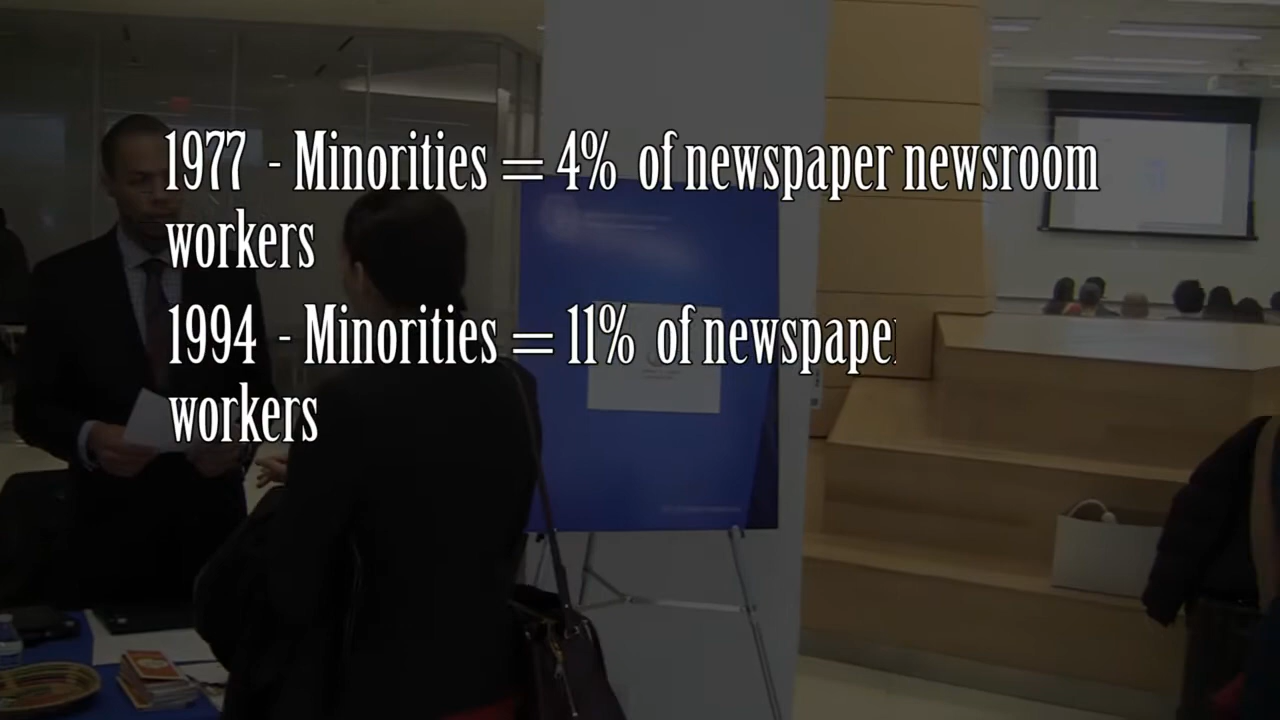 1977 - Minorities = 4% of newspaper newsroom
workers
1994 - Minorities = 11% of newspape
workers